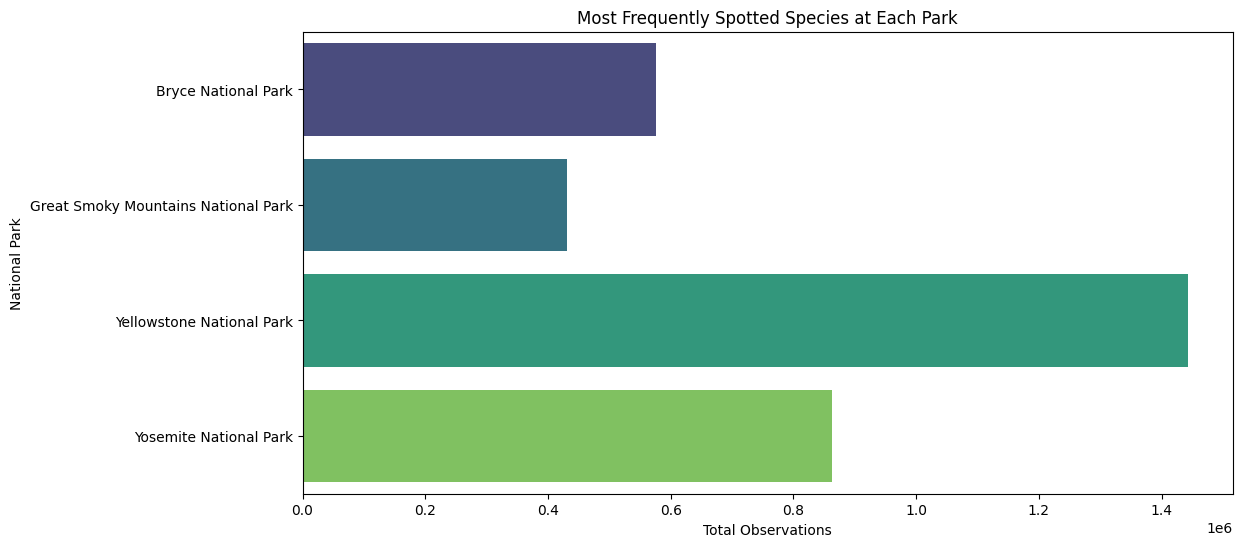 Most Frequently Spotted Species at Each Park
National Park
Bryce National Park
Great Smoky Mountains National Park
Yellowstone National Park
Yosemite National Park
0.0 0.2 0.4 0.6 0.8 1.0 1.2 1.4
1e6
Total Observations